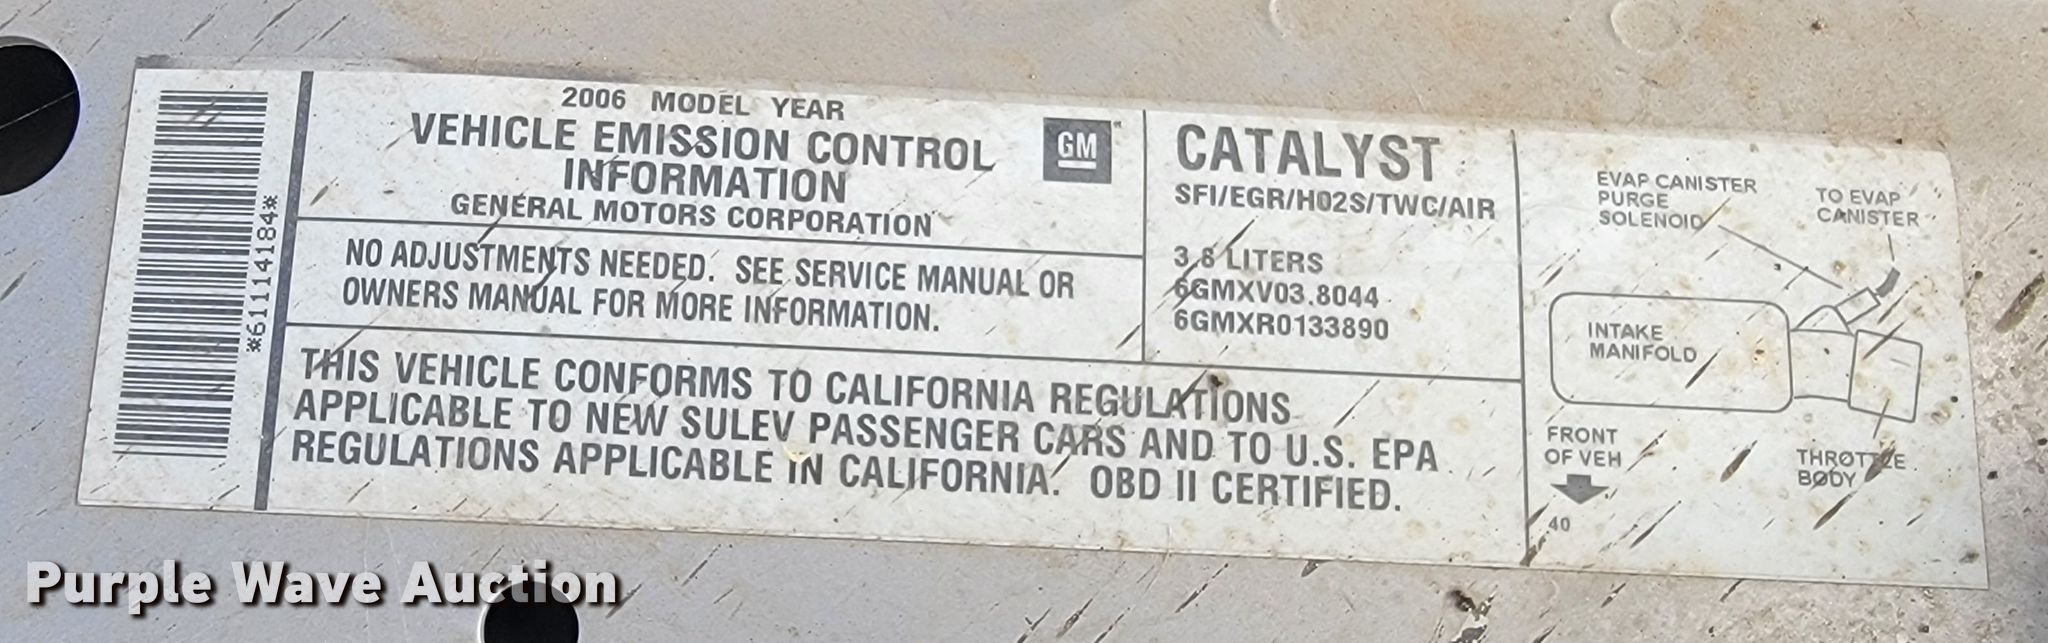 *61114184*
2006 MODEL YEAR
VEHICLE EMISSION CONTROL
INFORMATION
GENERAL MOTORS CORPORATION
GM
NO ADJUSTMENTS NEEDED. SEE SERVICE MANUAL OR
OWNERS MANUAL FOR MORE INFORMATION.
CATALYST
SFI/EGR/HO2S/TWC/AIR
3.8 LITERS
6GMXV03.8044
6GMXR0133890
THIS VEHICLE CONFORMS TO CALIFORNIA REGULATIONS
APPLICABLE TO NEW SULEV PASSENGER CARS AND TO U.S. EPA
REGULATIONS APPLICABLE IN CALIFORNIA. OBD II CERTIFIED.
EVAP CANISTER
PURGE
SOLENOID
TO EVAP
CANISTER
INTAKE
MANIFOLD
FRONT
OF VEH
THROTTLE
BODY
40
Purple Wave Auction